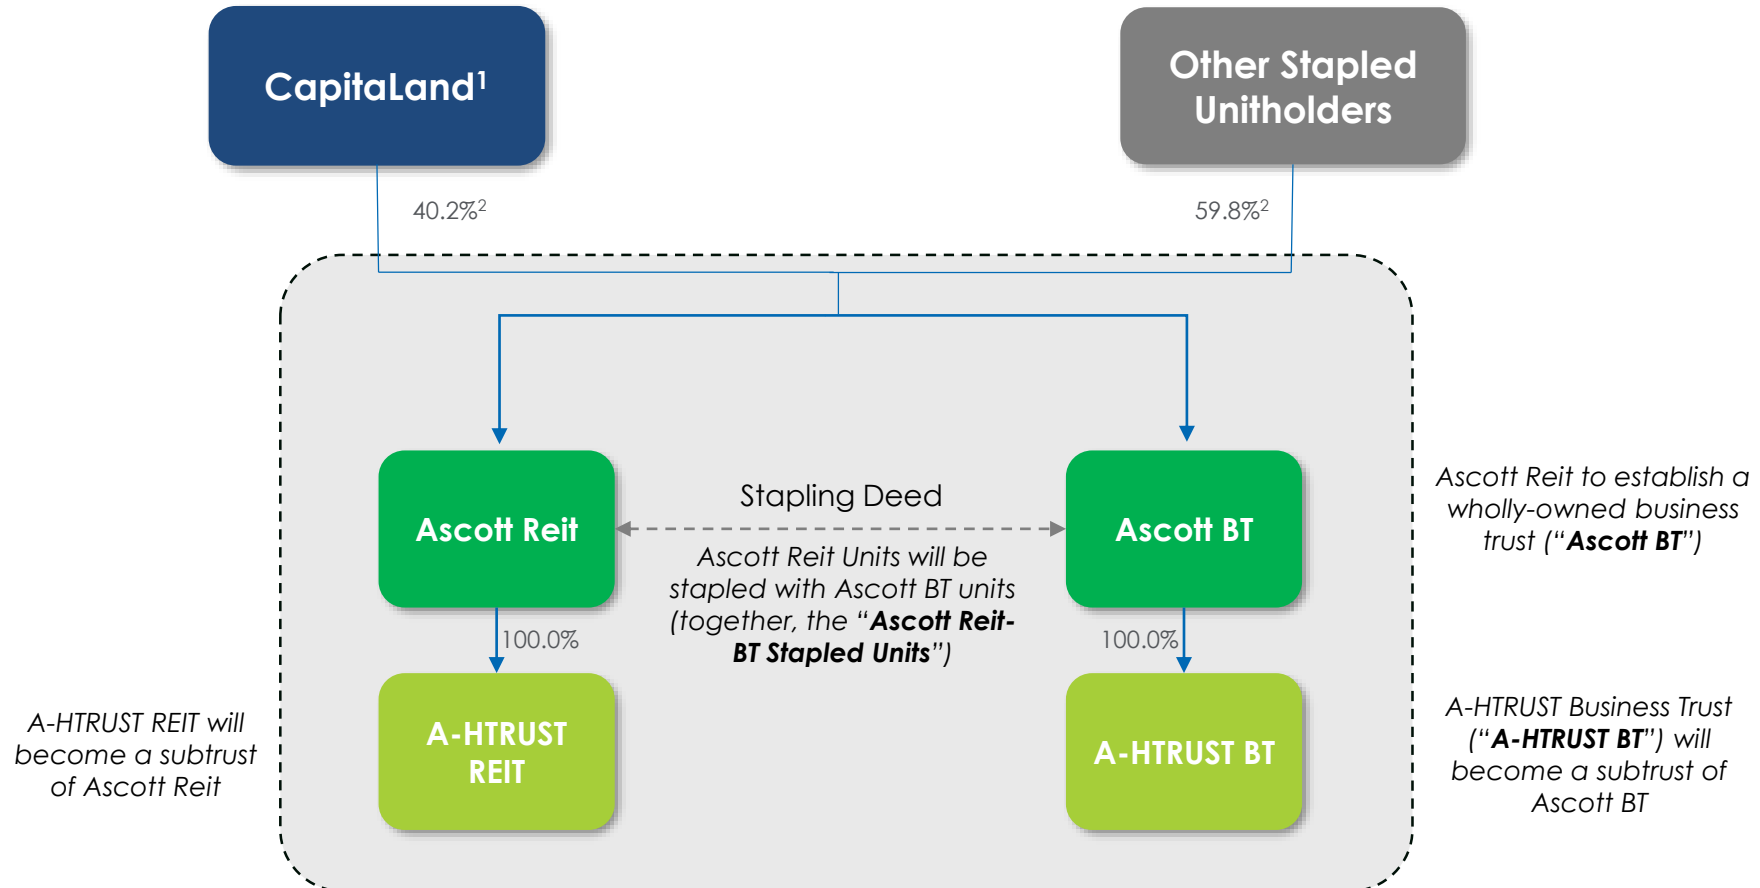 CapitaLand¹
Other Stapled
Unitholders
40.2%²
59.8%²
Ascott Reit
Stapling Deed
Ascott Reit Units will be
stapled with Ascott BT units
(together, the “Ascott Reit-
BT Stapled Units”)
Ascott BT
Ascott Reit to establish a
wholly-owned business
trust (“Ascott BT”)
100.0%
100.0%
A-HTRUST REIT will
become a subtrust
of Ascott Reit
A-HTRUST
REIT
A-HTRUST BT
A-HTRUST Business Trust
(“A-HTRUST BT”) will
become a subtrust of
Ascott BT